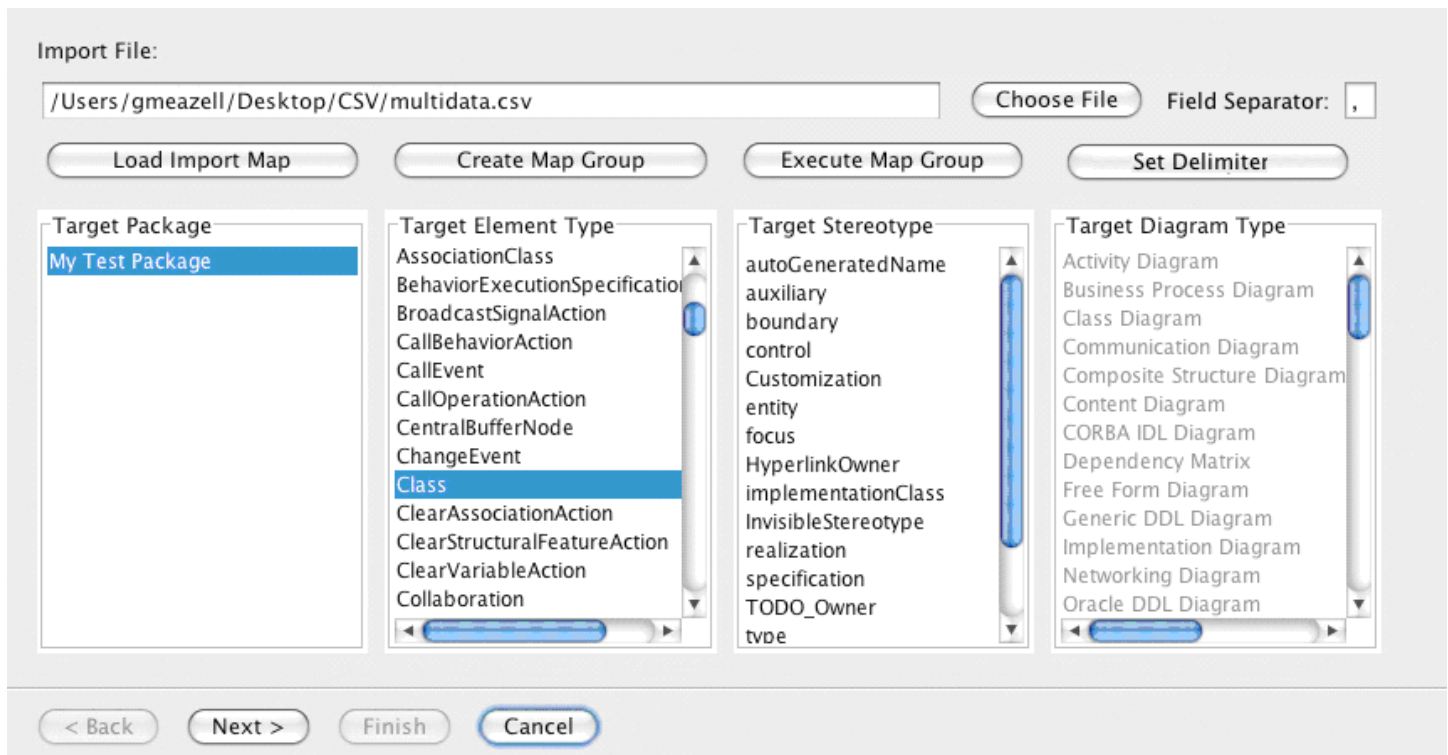 Import File:
/Users/gmeazell/Desktop/CSV/multidata.csv
Choose File
Field Separator:
,
Load Import Map
Create Map Group
Execute Map Group
Set Delimiter
Target Package
My Test Package
Target Element Type
AssociationClass
BehaviorExecutionSpecification
BroadcastSignalAction
CallBehaviorAction
CallEvent
CallOperationAction
CentralBufferNode
ChangeEvent
Class
ClearAssociationAction
ClearStructuralFeatureAction
ClearVariableAction
Collaboration
Target Stereotype
autoGeneratedName
auxiliary
boundary
control
Customization
entity
focus
HyperlinkOwner
implementationClass
InvisibleStereotype
realization
specification
TODO_Owner
type
Target Diagram Type
Activity Diagram
Business Process Diagram
Class Diagram
Communication Diagram
Composite Structure Diagram
Content Diagram
CORBA IDL Diagram
Dependency Matrix
Free Form Diagram
Generic DDL Diagram
Implementation Diagram
Networking Diagram
Oracle DDL Diagram
< Back
Next >
Finish
Cancel